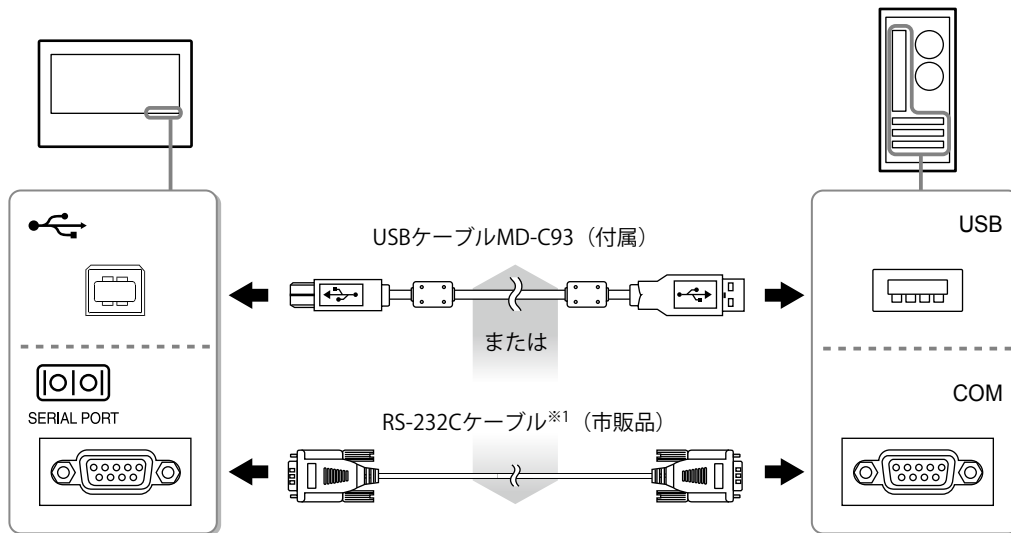 USBケーブルMD-C93（付属）
USB
または
SERIAL PORT
COM
RS-232Cケーブル※1（市販品）